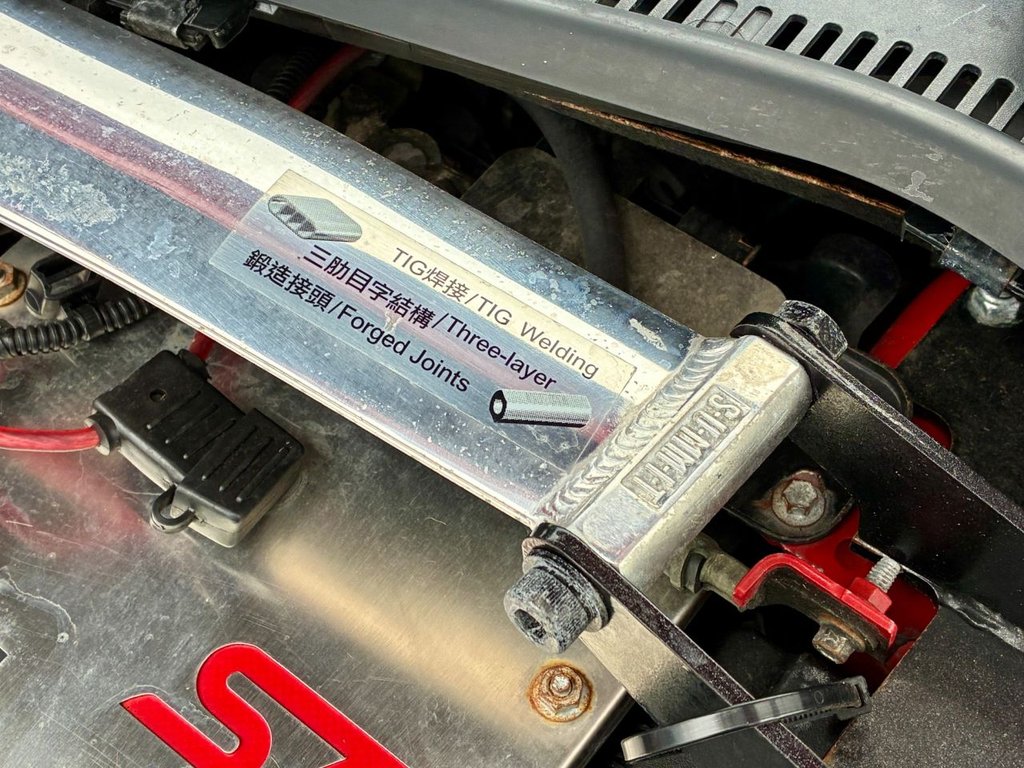 TIG焊接/TIG Welding
三肋目字結構/Three-layer
鍛造接頭/Forged Joints
SUMMIT